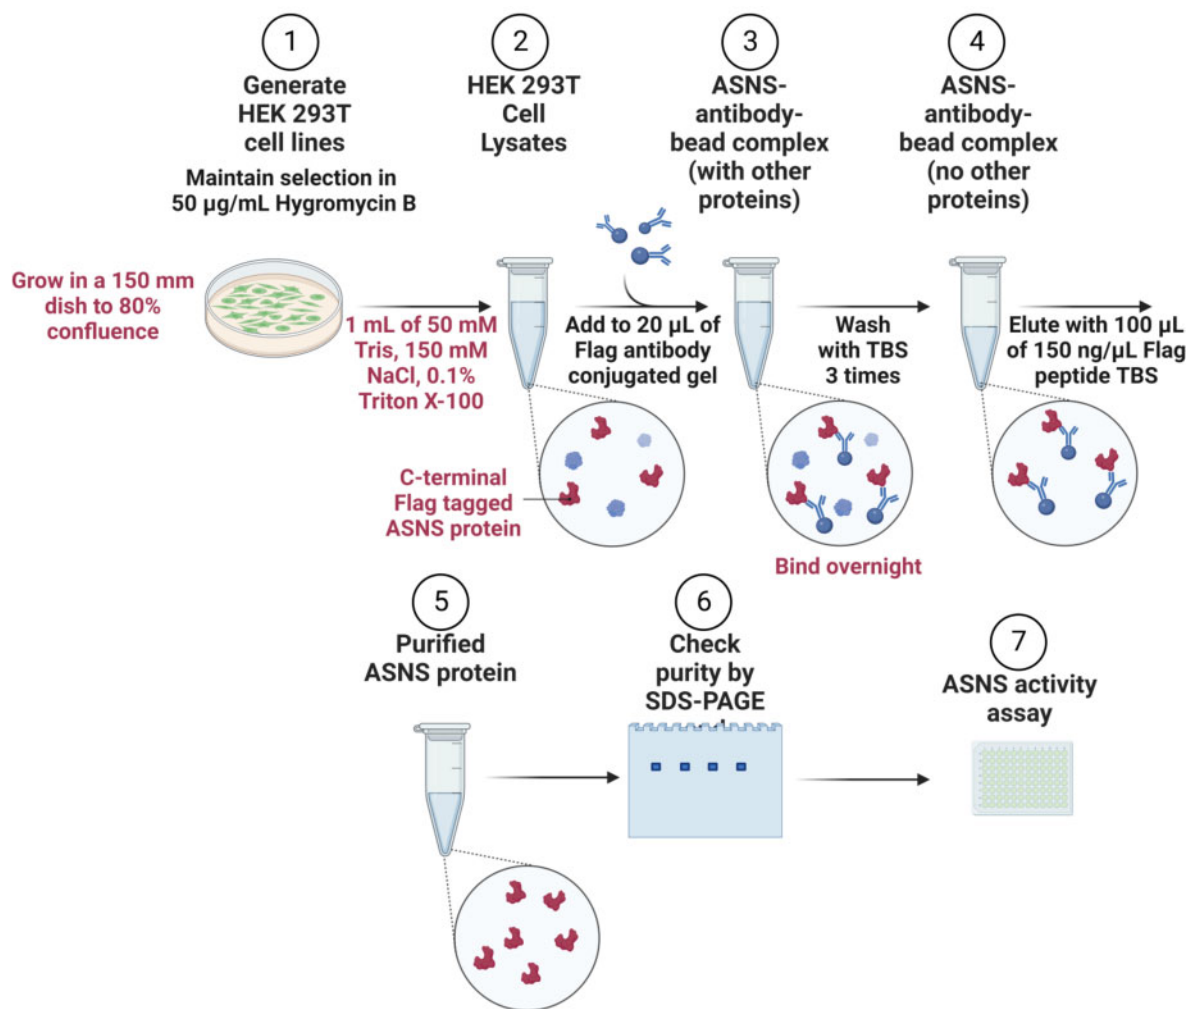 1
Generate
HEK 293T
cell lines
Maintain selection in
50 µg/mL Hygromycin B
Grow in a 150 mm
dish to 80%
confluence
1 mL of 50 mM
Tris, 150 mM
NaCl, 0.1%
Triton X-100
2
HEK 293T
Cell
Lysates
C-terminal
Flag tagged
ASNS protein
Add to 20 µL of
Flag antibody
conjugated gel
3
ASNS-
antibody-
bead complex
(with other
proteins)
Bind overnight
Wash
with TBS
3 times
4
ASNS-
antibody-
bead complex
(no other
proteins)
Elute with 100 µL
of 150 ng/µL Flag
peptide TBS
5
Purified
ASNS protein
6
Check
purity by
SDS-PAGE
7
ASNS activity
assay